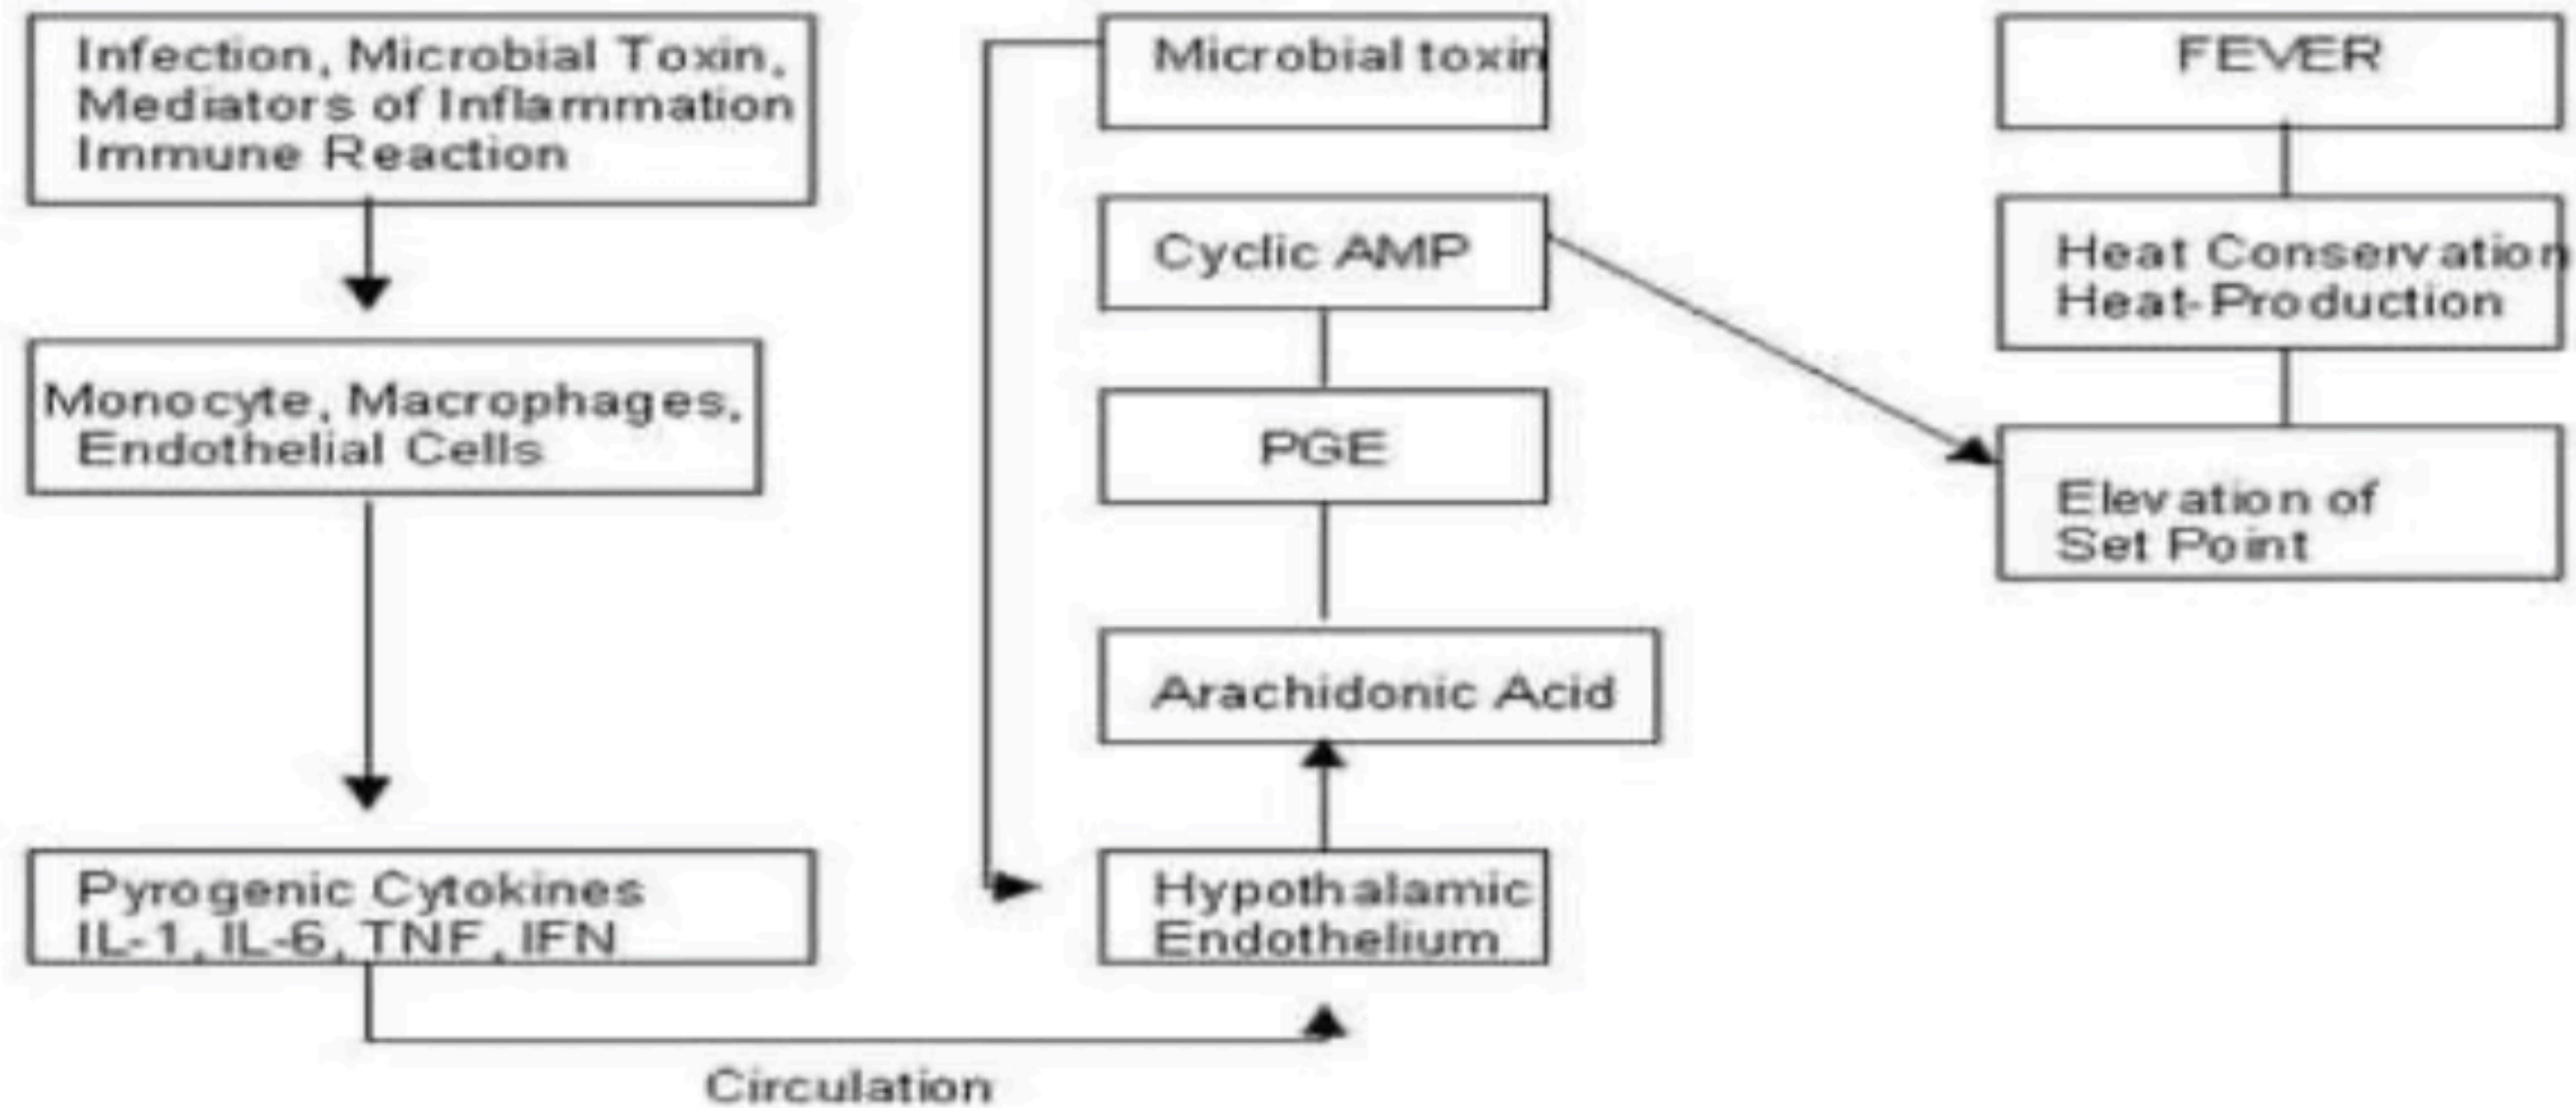 Infection, Microbial Toxin,
Mediators of Inflammation
Immune Reaction
Monocyte, Macrophages,
Endothelial Cells
Pyrogenic Cytokines
IL-1, IL-6, TNF, IFN
Circulation
Microbial toxin
Cyclic AMP
PGE
Arachidonic Acid
Hypothalamic
Endothelium
FEVER
Heat Conservation
Heat-Production
Elevation of
Set Point